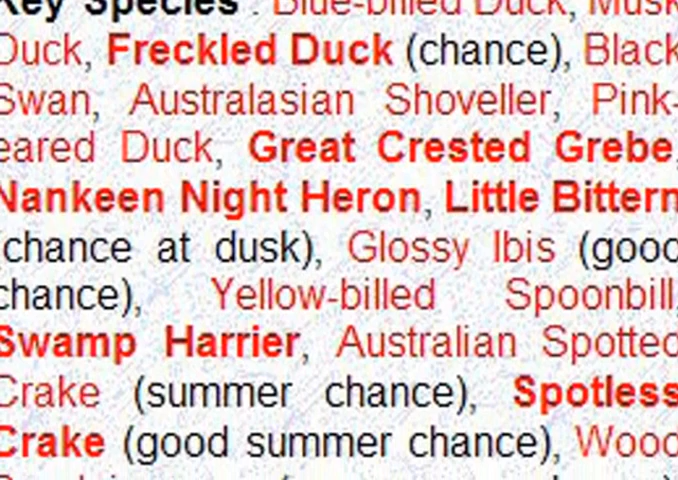 Key Species : Blue-billed Duck, Musk
Duck, Freckled Duck (chance), Black
Swan, Australasian Shoveller, Pink-
eared Duck, Great Crested Grebe,
Nankeen Night Heron, Little Bittern
(chance at dusk), Glossy Ibis (good
chance), Yellow-billed Spoonbill,
Swamp Harrier, Australian Spotted
Crake (summer chance), Spotless
Crake (good summer chance), Wood